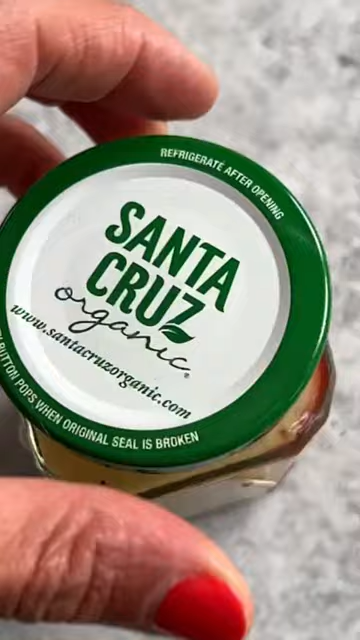 REFRIGERATE AFTER OPENING
SANTA
CRUZ
organic®
www.santacruzorganic.com
BUTTON POPS WHEN ORIGINAL SEAL IS BROKEN